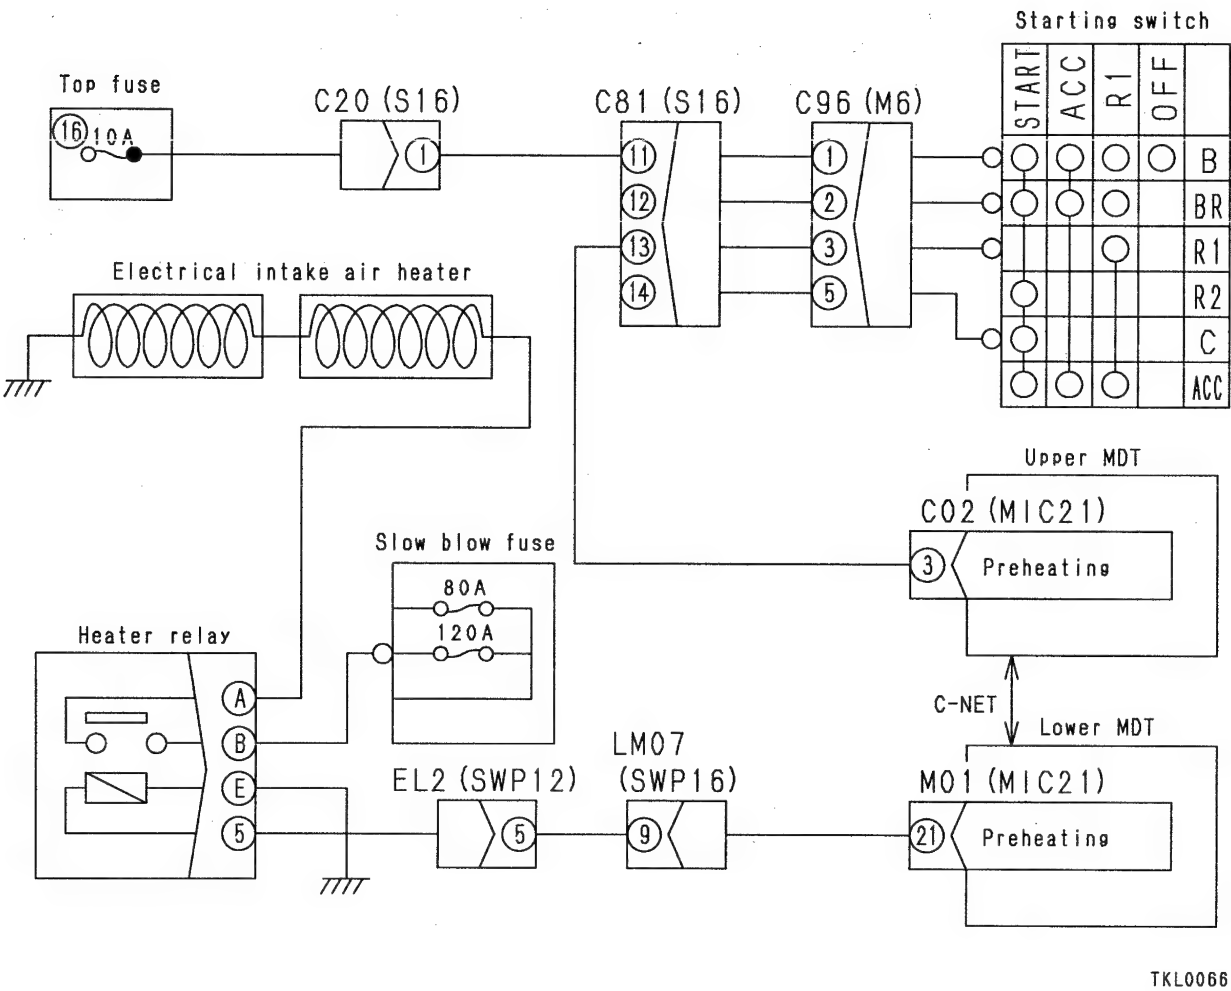 Starting switch
START ACC R1 OFF
B
BR
R1
R2
C
ACC
Top fuse
16 10A
C20 (S16)
1
C81 (S16)
11
12
13
14
C96 (M6)
1
2
3
5
Electrical intake air heater
Upper MDT
C02 (MIC21)
3 Preheating
Slow blow fuse
80A
120A
Heater relay
A
B
E
5
C-NET
Lower MDT
EL2 (SWP12)
5
LM07
(SWP16)
9
M01 (MIC21)
21 Preheating
TKL0066